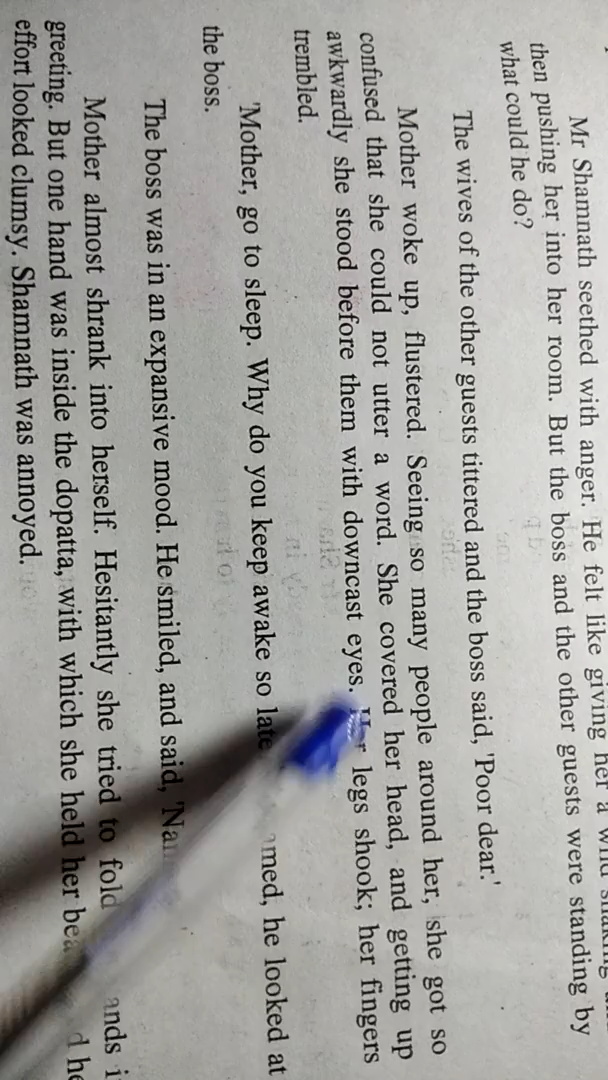 Mr Shamnath seethed with anger. He felt like giving her a wild
then pushing her into her room. But the boss and the other guests were standing by
what could he do?
The wives of the other guests tittered and the boss said, 'Poor dear.'
Mother woke up, flustered. Seeing so many people around her, she got so
confused that she could not utter a word. She covered her head, and getting up
awkwardly she stood before them with downcast eyes. Her legs shook; her fingers
trembled.
'Mother, go to sleep. Why do you keep awake so late he looked at
the boss.
The boss was in an expansive mood. He smiled, and said,
Mother almost shrank into herself. Hesitantly she tried to fold
greeting. But one hand was inside the dopatta, with which she held her
effort looked clumsy. Shamnath was annoyed.